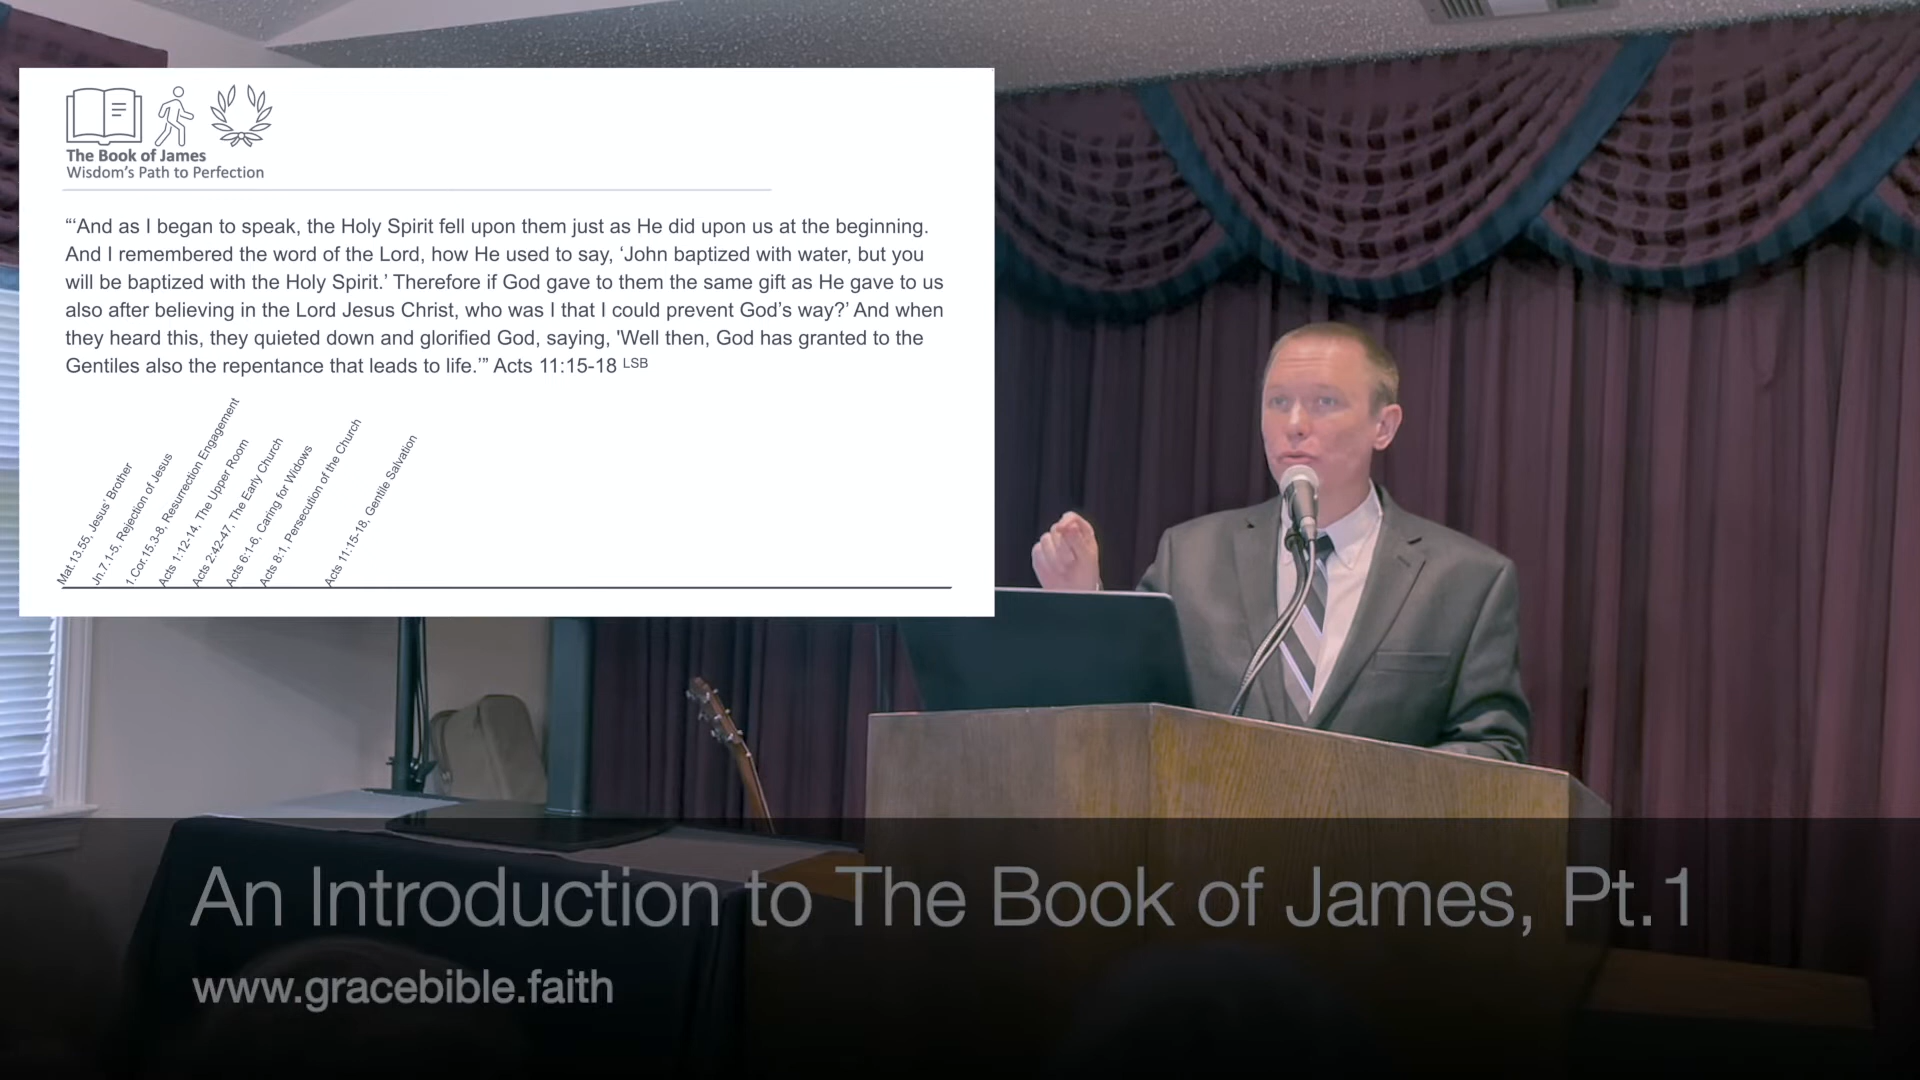 The Book of James
Wisdom's Path to Perfection
“‘And as I began to speak, the Holy Spirit fell upon them just as He did upon us at the beginning.
And I remembered the word of the Lord, how He used to say, ‘John baptized with water, but you
will be baptized with the Holy Spirit.’ Therefore if God gave to them the same gift as He gave to us
also after believing in the Lord Jesus Christ, who was I that I could prevent God’s way?’ And when
they heard this, they quieted down and glorified God, saying, 'Well then, God has granted to the
Gentiles also the repentance that leads to life.’” Acts 11:15-18 LSB
Mat.13.55, Jesus' Brother
Jn.7.1-5, Rejection of Jesus
1.Cor.15.3-8, Resurrection Engagement
Acts 1:12-14, The Upper Room
Acts 2:42-47, The Early Church
Acts 6:1-6, Caring for Widows
Acts 8:1, Persecution of the Church
Acts 11:15-18, Gentile Salvation
An Introduction to The Book of James, Pt.1
www.gracebible.faith